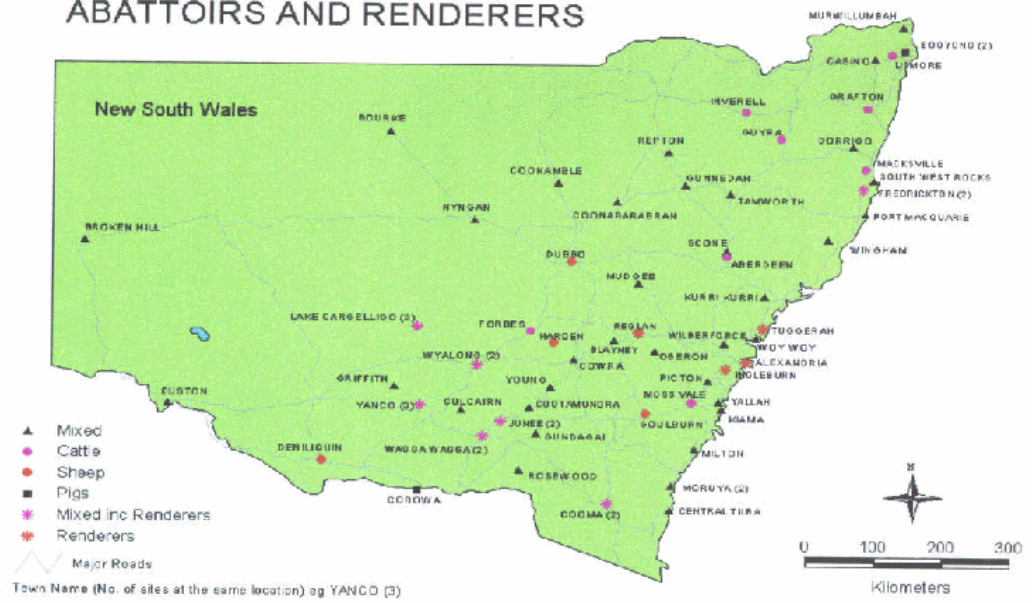 ABATTOIRS AND RENDERERS
MURWILLUMBAH
BOOYONG (2)
CASINO
LISMORE
New South Wales
INVERELL
GRAFTON
BOURKE
GUYRA
DORRIGO
REPTON
MACKSVILLE
COONAMBLE
GUNNEDAH
SOUTH WEST ROCKS
FREDRICKTON (2)
TAMWORTH
NYNGAN
COONABARABRAN
PORT MACQUARIE
BROKEN HILL
SCONE
WINGHAM
DUBBO
ABERDEEN
MUDGEE
KURRI KURRI
LAKE CARGELLIGO (3)
FORBES
REGLAN
WILBERFORCE
TUGGERAH
HARDEN
BLAYNEY
WOY WOY
WYALONG (2)
OBERON
ALEXANDRIA
COWRA
INGLEBURN
GRIFFITH
YOUNG
PICTON
EUSTON
MOSS VALE
YANCO (3)
CULCAIRN
COOTAMUNDRA
YALLAH
JUNEE (2)
GOULBURN
KIAMA
Mixed
GUNDAGAI
DENILIQUIN
WAGGA WAGGA (2)
MILTON
Cattle
Sheep
ROSEWOOD
Pigs
COROWA
MORUYA (2)
Mixed inc Renderers
COOMA (2)
CENTRAL TILBA
N
Renderers
Major Roads
0 100 200 300
Kilometers
Town Name (No. of sites at the same location) eg YANCO (3)